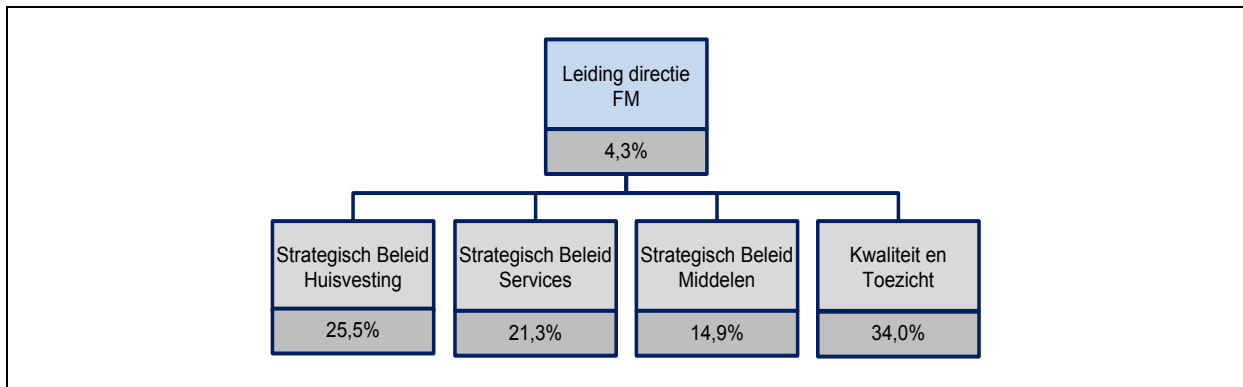 Leiding directie
FM
4,3%
Strategisch Beleid
Huisvesting
25,5%
Strategisch Beleid
Services
21,3%
Strategisch Beleid
Middelen
14,9%
Kwaliteit en
Toezicht
34,0%